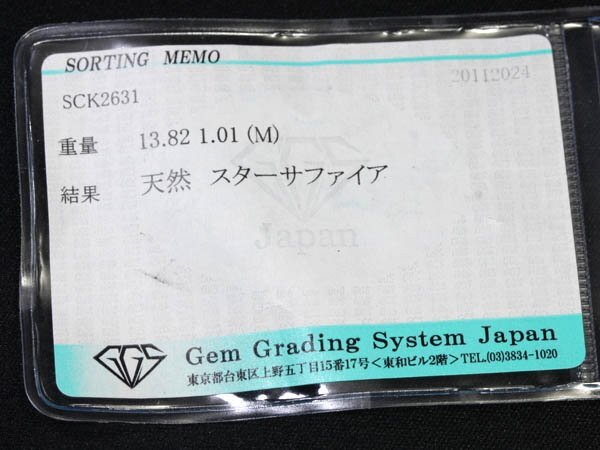 SORTING MEMO
20112024
SCK2631
重量 13.82 1.01 (M)
結果 天然 スターサファイア
Japan
GGS Gem Grading System Japan
東京都台東区上野五丁目15番17号＜東和ビル2階＞TEL.(03)3834-1020